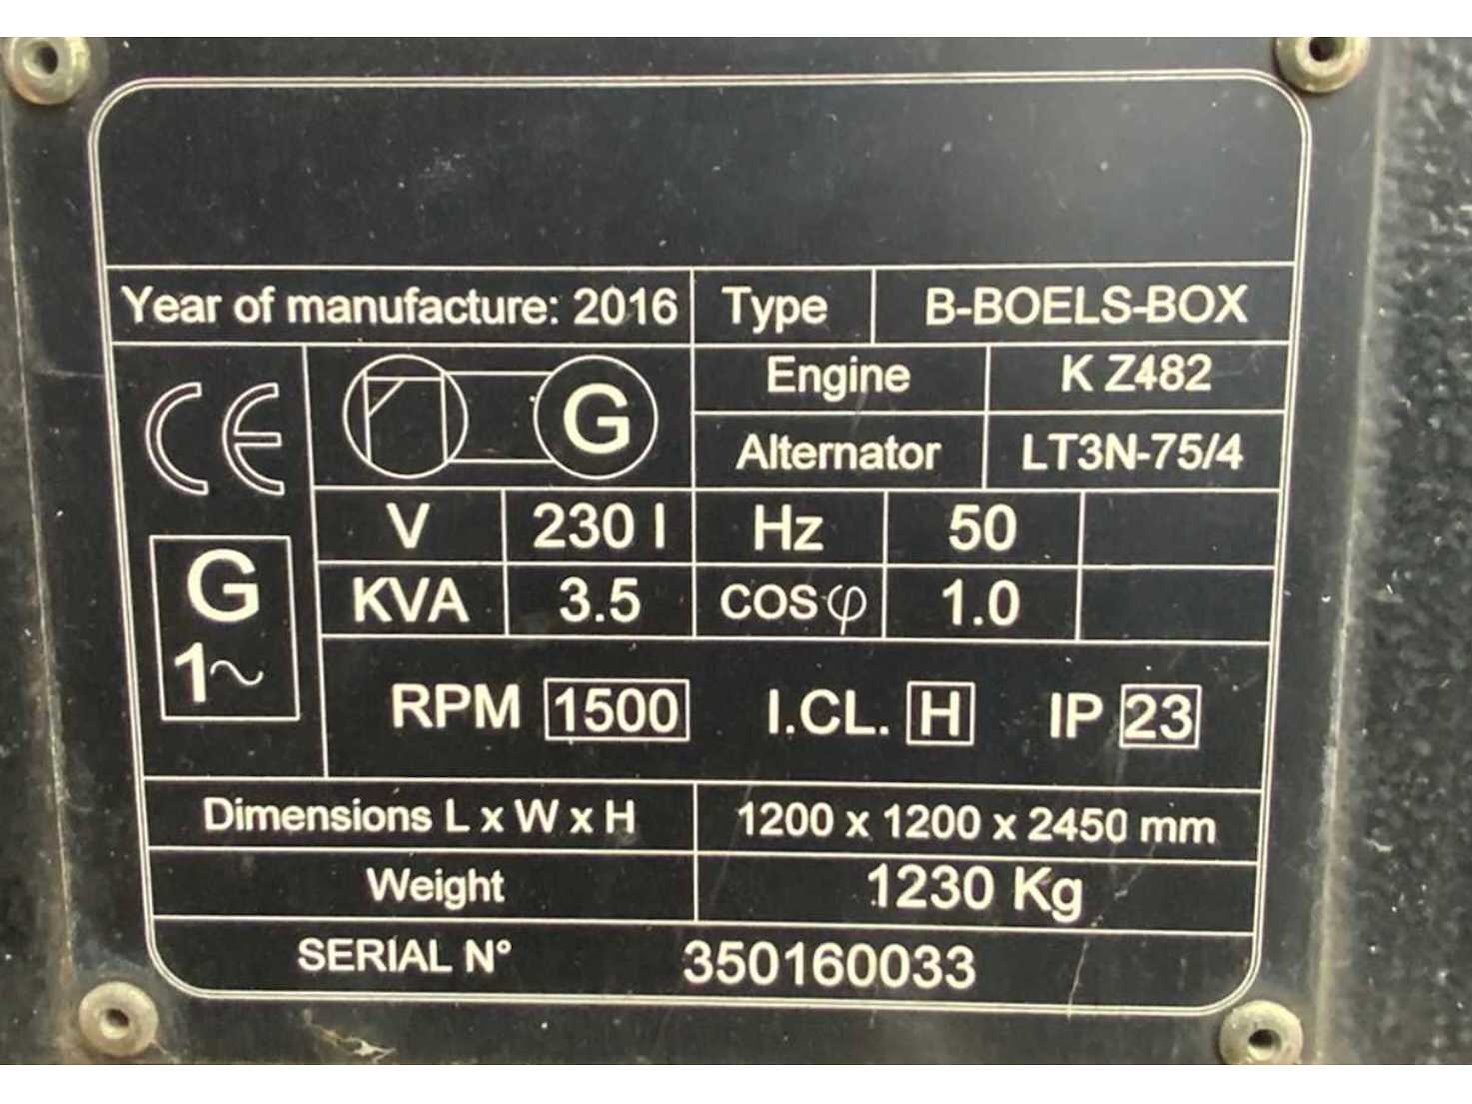 Year of manufacture: 2016 Type B-BOELS-BOX
CE G Engine K Z482
Alternator LT3N-75/4
V 230 I Hz 50
G 1~ KVA 3.5 COS φ 1.0
RPM 1500 I.CL. H IP 23
Dimensions L x W x H 1200 x 1200 x 2450 mm
Weight 1230 Kg
SERIAL N° 350160033